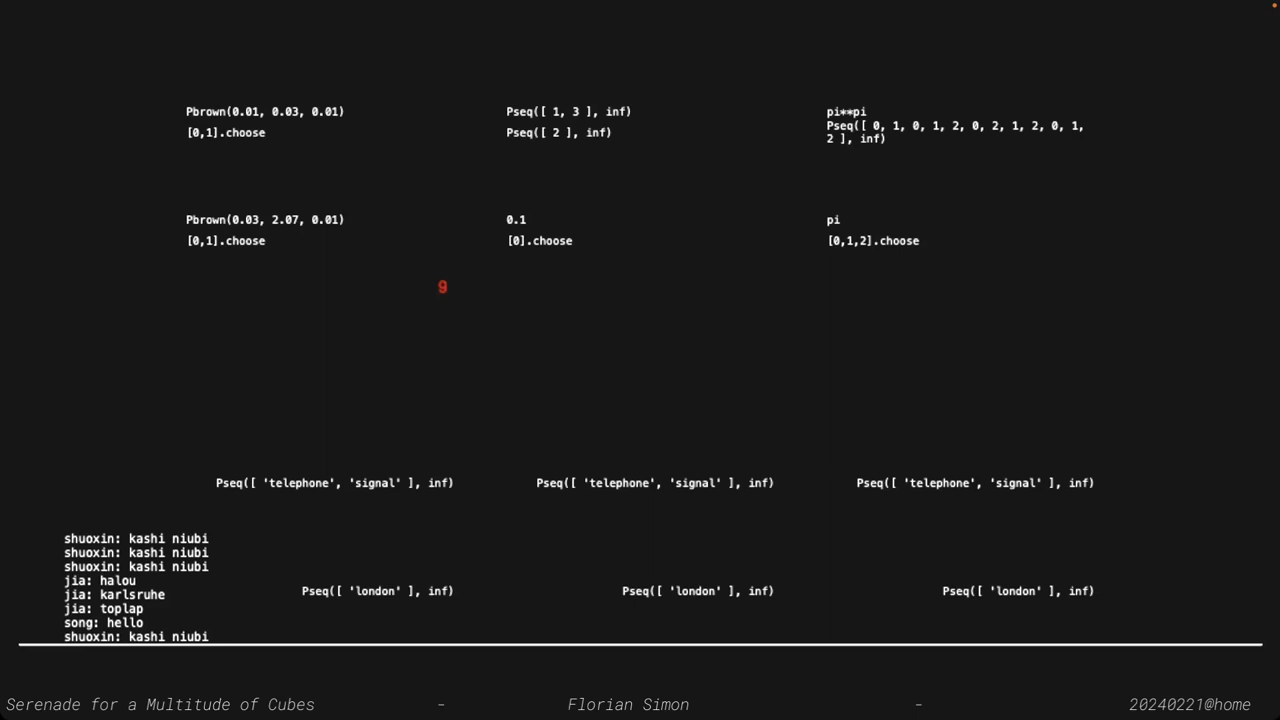 Pbrown(0.01, 0.03, 0.01)
[0,1].choose
Pseq([ 1, 3 ], inf)
Pseq([ 2 ], inf)
pi**pi
Pseq([ 0, 1, 0, 1, 2, 0, 2, 1, 2, 0, 1,
2 ], inf)
Pbrown(0.03, 2.07, 0.01)
[0,1].choose
0.1
[0].choose
pi
[0,1,2].choose
9
Pseq([ 'telephone', 'signal' ], inf)
Pseq([ 'telephone', 'signal' ], inf)
Pseq([ 'telephone', 'signal' ], inf)
shuoxin: kashi niubi
shuoxin: kashi niubi
shuoxin: kashi niubi
jia: halou
jia: karlsruhe
jia: toplap
song: hello
shuoxin: kashi niubi
Pseq([ 'london' ], inf)
Pseq([ 'london' ], inf)
Pseq([ 'london' ], inf)
Serenade for a Multitude of Cubes - Florian Simon - 20240221@home